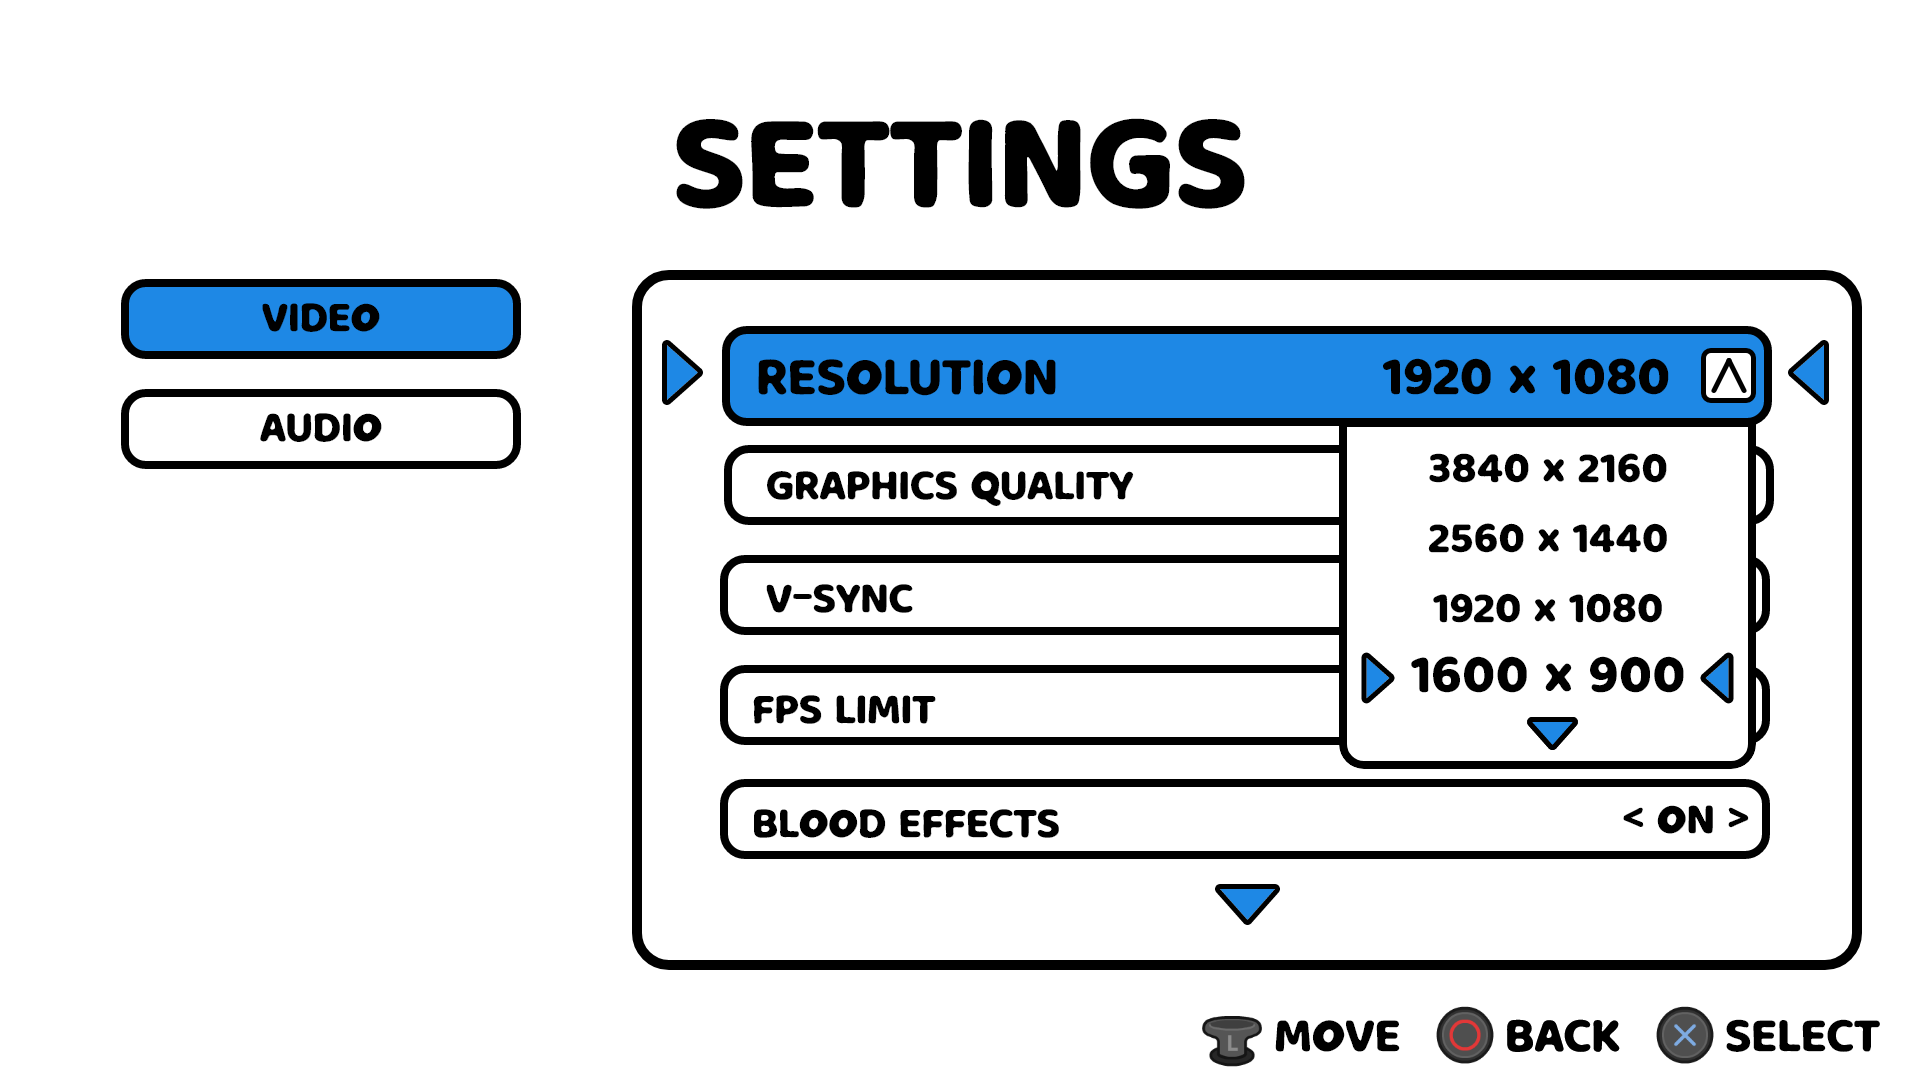 SETTINGS
VIDEO
AUDIO
RESOLUTION 1920 x 1080
3840 x 2160
2560 x 1440
1920 x 1080
1600 x 900
GRAPHICS QUALITY
V-SYNC
FPS LIMIT
BLOOD EFFECTS < ON >
L MOVE BACK SELECT